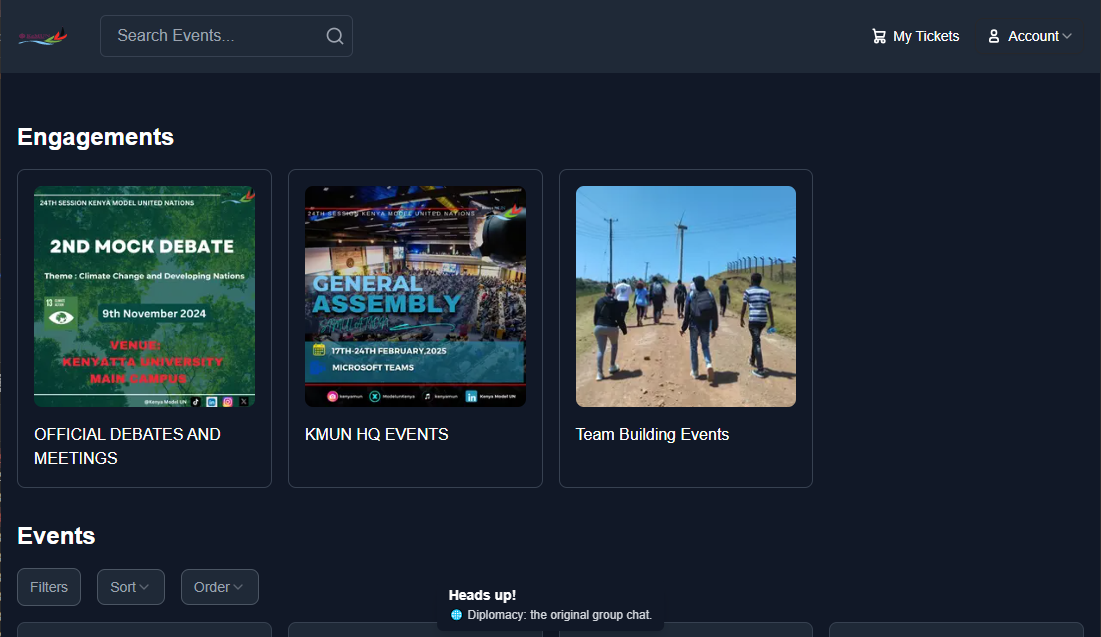 Search Events...
My Tickets
Account
Engagements
24TH SESSION KENYA MODEL UNITED NATIONS
2ND MOCK DEBATE
Theme : Climate Change and Developing Nations
13 CLIMATE ACTION
9th November 2024
VENUE:
KENYATTA UNIVERSITY
MAIN CAMPUS
@Kenya Model UN
OFFICIAL DEBATES AND
MEETINGS
24TH SESSION KENYA MODEL UNITED NATIONS
GENERAL
ASSEMBLY
17TH-24TH FEBRUARY,2025
MICROSOFT TEAMS
kenyamun
Modelunkenya
kenyamun
Kenya Model UN
KMUN HQ EVENTS
Team Building Events
Events
Filters
Sort
Order
Heads up!
Diplomacy: the original group chat.